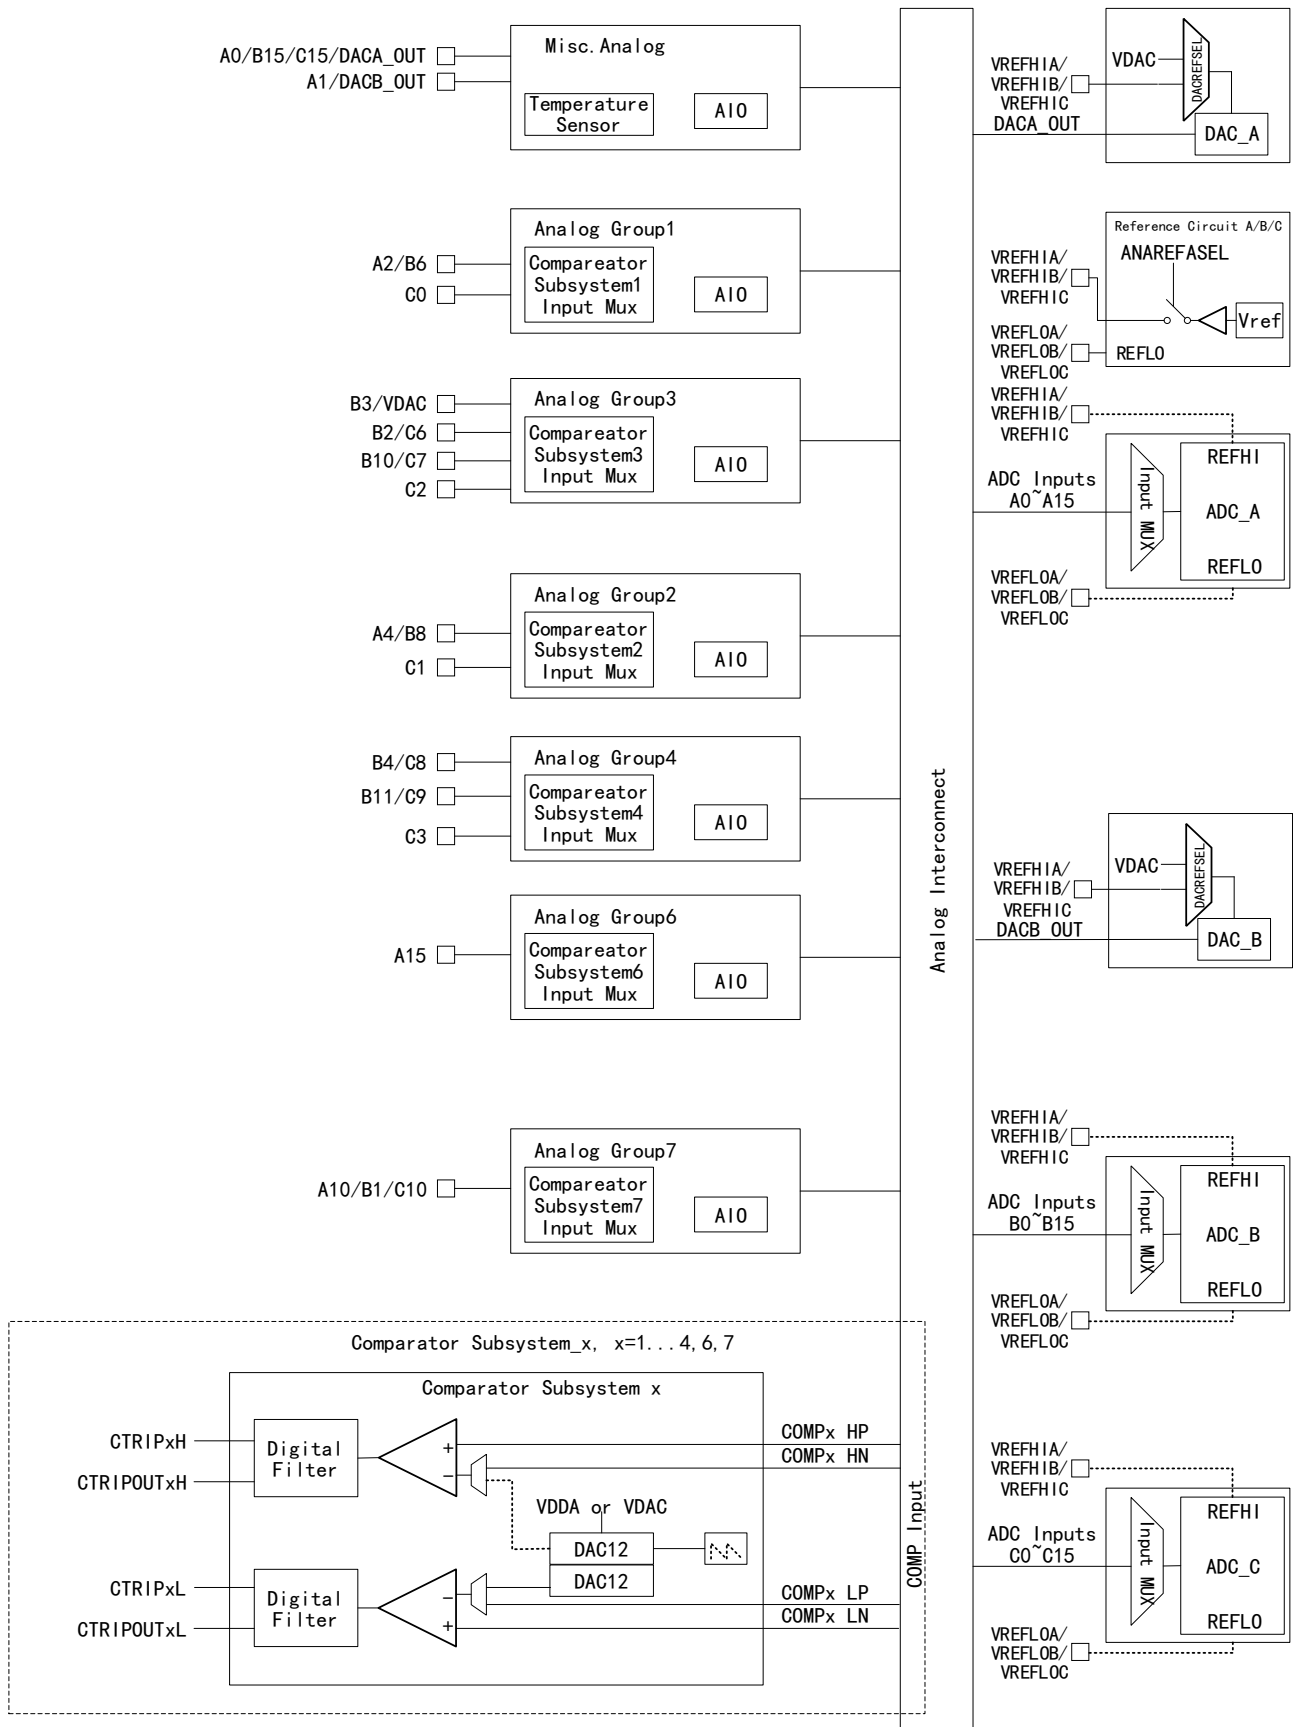 A0/B15/C15/DACA_OUT
A1/DACB_OUT
Misc.Analog
Temperature
Sensor
AIO
Analog Group1
A2/B6
C0
Compareator
Subsystem1
Input Mux
AIO
Analog Group3
B3/VDAC
B2/C6
B10/C7
C2
Compareator
Subsystem3
Input Mux
AIO
Analog Group2
A4/B8
C1
Compareator
Subsystem2
Input Mux
AIO
Analog Group4
B4/C8
B11/C9
C3
Compareator
Subsystem4
Input Mux
AIO
Analog Group6
A15
Compareator
Subsystem6
Input Mux
AIO
Analog Group7
A10/B1/C10
Compareator
Subsystem7
Input Mux
AIO
Comparator Subsystem_x, x=1...4,6,7
Comparator Subsystem x
CTRIPxH
CTRIPOUTxH
Digital
Filter
+
-
COMPx HP
COMPx HN
VDDA or VDAC
DAC12
DAC12
CTRIPxL
CTRIPOUTxL
Digital
Filter
-
+
COMPx LP
COMPx LN
COMP Input
Analog Interconnect
VREFHIA/
VREFHIB/
VREFHIC
DACA_OUT
VDAC
DACREFSEL
DAC_A
Reference Circuit A/B/C
ANAREFASEL
VREFHIA/
VREFHIB/
VREFHIC
Vref
VREFLOA/
VREFLOB/
VREFLOC
REFLO
VREFHIA/
VREFHIB/
VREFHIC
ADC Inputs
A0~A15
Input MUX
REFHI
ADC_A
REFLO
VREFLOA/
VREFLOB/
VREFLOC
VREFHIA/
VREFHIB/
VREFHIC
DACB_OUT
VDAC
DACREFSEL
DAC_B
VREFHIA/
VREFHIB/
VREFHIC
ADC Inputs
B0~B15
Input MUX
REFHI
ADC_B
REFLO
VREFLOA/
VREFLOB/
VREFLOC
VREFHIA/
VREFHIB/
VREFHIC
ADC Inputs
C0~C15
Input MUX
REFHI
ADC_C
REFLO
VREFLOA/
VREFLOB/
VREFLOC